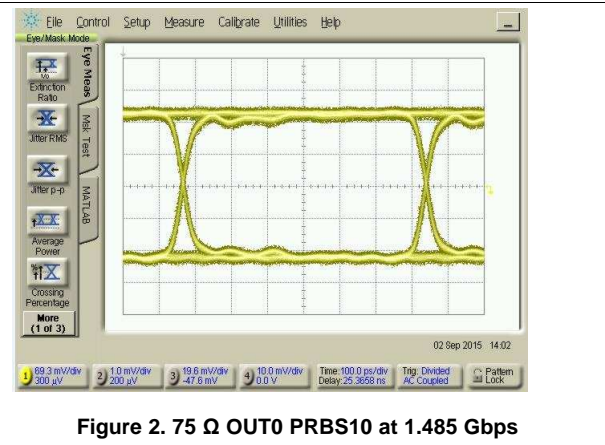 File Control Setup Measure Calibrate Utilities Help
Eye/Mask Mode
Eye Meas
Msk Test
MATLAB
Extinction
Ratio
Jitter RMS
Jitter p-p
Average
Power
Crossing
Percentage
More
(1 of 3)
02 Sep 2015 14:02
1 69.3 mV/div
300 µV
2 1.0 mV/div
200 µV
3 19.6 mV/div
-47.6 mV
4 10.0 mV/div
0.0 V
Time:100.0 ps/div
Delay:25.3658 ns
Trig: Divided
AC Coupled
Pattern
Lock
Figure 2. 75 Ω OUT0 PRBS10 at 1.485 Gbps